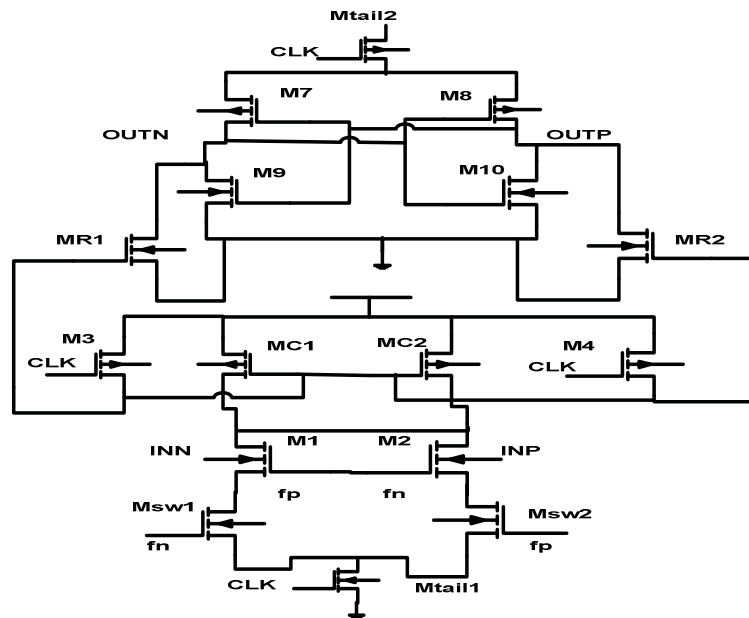 Mtail2
CLK
M7
M8
OUTN
OUTP
M9
M10
MR1
MR2
M3
MC1
MC2
M4
CLK
CLK
M1
M2
INN
INP
fp
fn
Msw1
Msw2
fn
fp
CLK
Mtail1